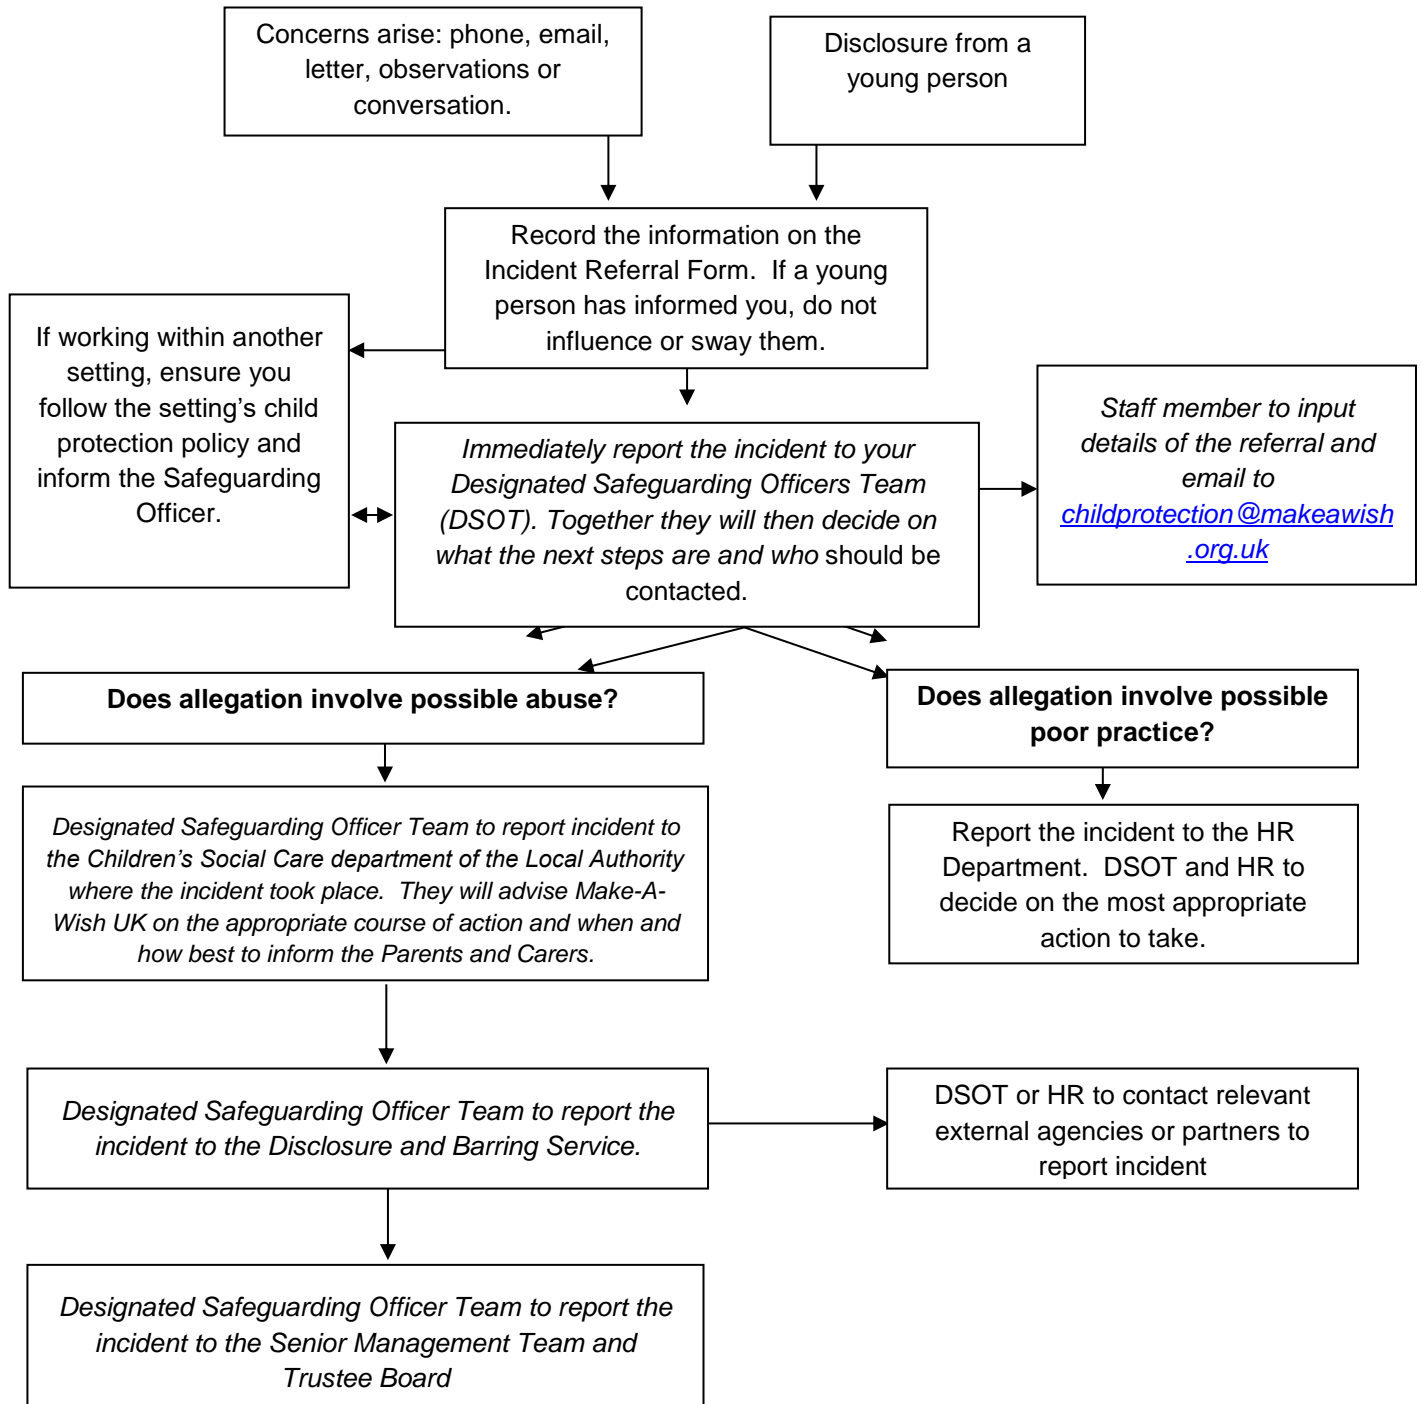 Concerns arise: phone, email,
letter, observations or
conversation.
Disclosure from a
young person
Record the information on the
Incident Referral Form.  If a young
person has informed you, do not
influence or sway them.
If working within another
setting, ensure you
follow the setting's child
protection policy and
inform the Safeguarding
Officer.
Immediately report the incident to your
Designated Safeguarding Officers Team
(DSOT). Together they will then decide on
what the next steps are and who should be
contacted.
Staff member to input
details of the referral and
email to
childprotection@makeawish
.org.uk
Does allegation involve possible abuse?
Does allegation involve possible
poor practice?
Designated Safeguarding Officer Team to report incident to
the Children's Social Care department of the Local Authority
where the incident took place.  They will advise Make-A-
Wish UK on the appropriate course of action and when and
how best to inform the Parents and Carers.
Report the incident to the HR
Department.  DSOT and HR to
decide on the most appropriate
action to take.
Designated Safeguarding Officer Team to report the
incident to the Disclosure and Barring Service.
DSOT or HR to contact relevant
external agencies or partners to
report incident
Designated Safeguarding Officer Team to report the
incident to the Senior Management Team and
Trustee Board